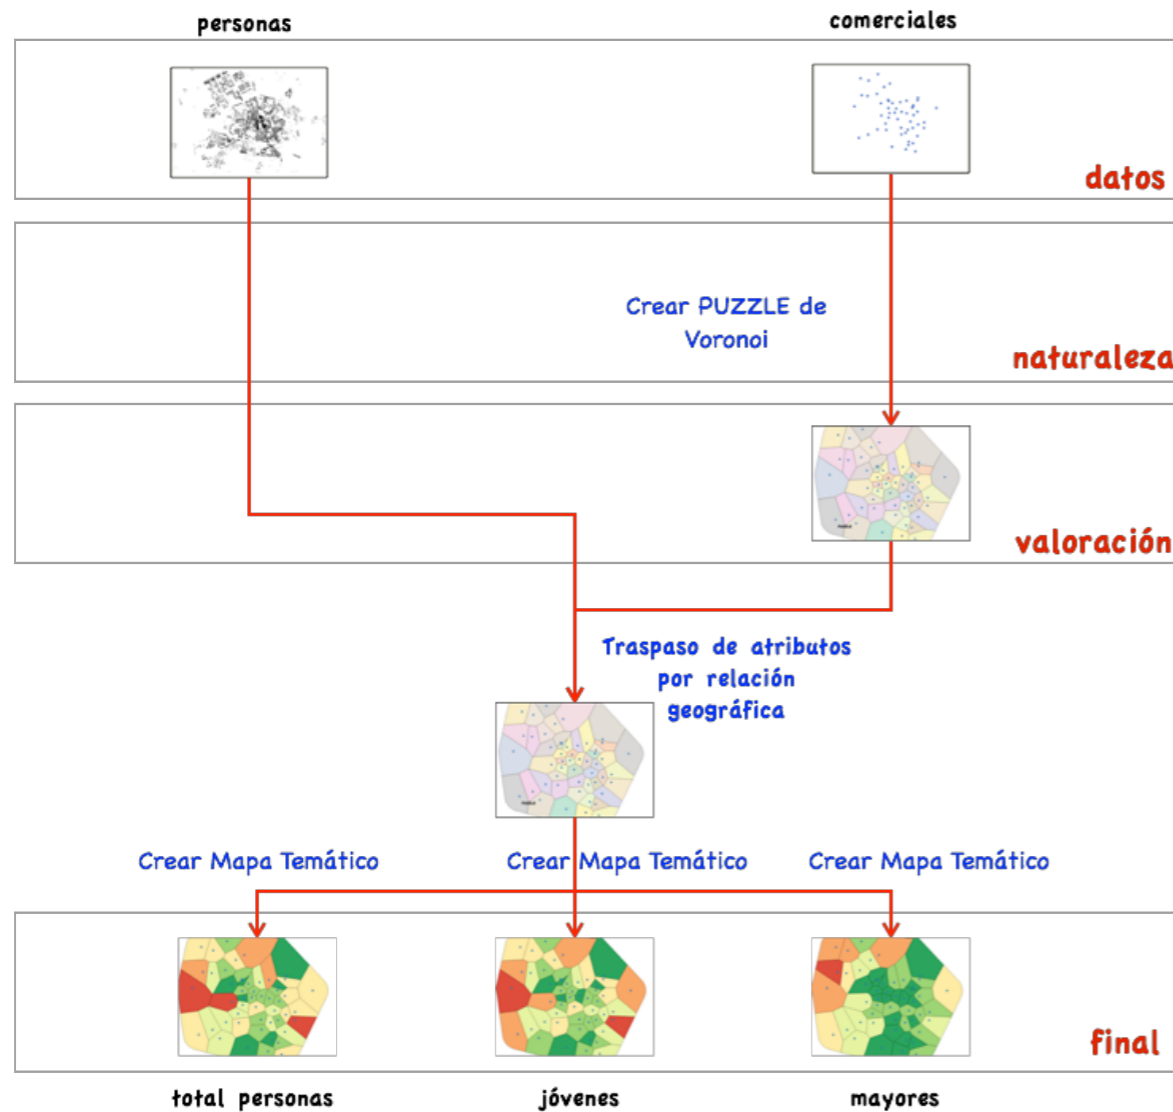 personas
comerciales
datos
Crear PUZZLE de
Voronoi
naturaleza
valoración
Traspaso de atributos
por relación
geográfica
Crear Mapa Temático
Crear Mapa Temático
Crear Mapa Temático
final
total personas
jóvenes
mayores